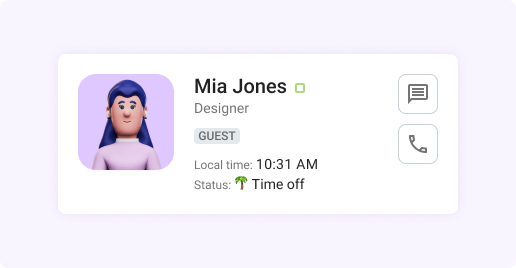 Mia Jones
Designer
GUEST
Local time: 10:31 AM
Status: 🌴 Time off